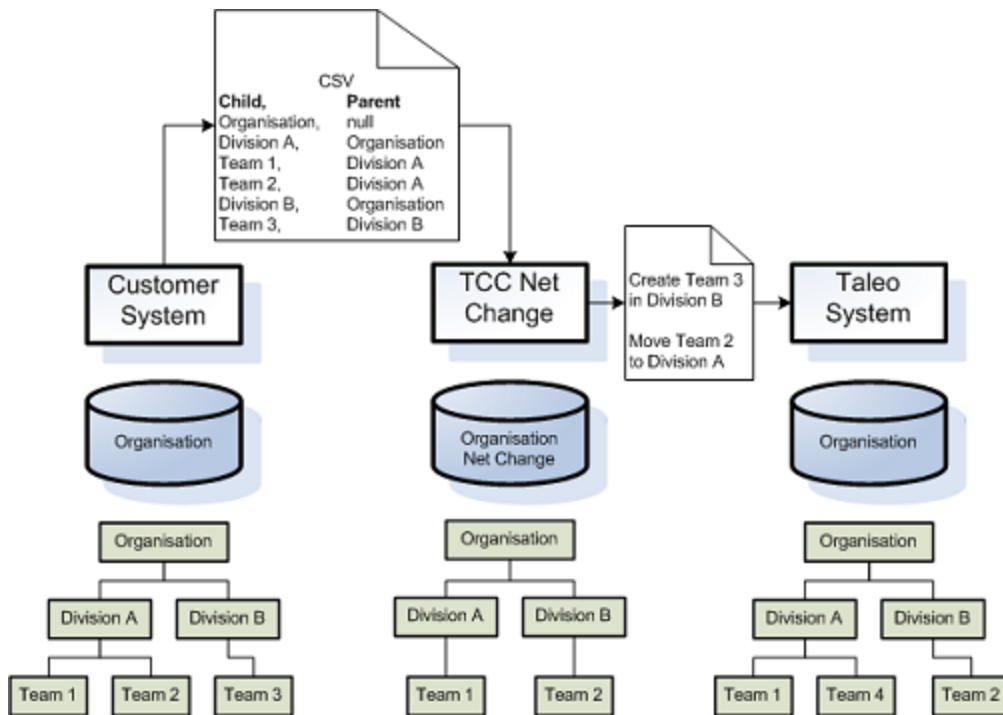 CSV
Child, Parent
Organisation, null
Division A, Organisation
Team 1, Division A
Team 2, Division A
Division B, Organisation
Team 3, Division B
Customer
System
TCC Net
Change
Create Team 3
in Division B
Move Team 2
to Division A
Taleo
System
Organisation
Organisation
Net Change
Organisation
Organisation
Division A
Division B
Team 1
Team 2
Team 3
Organisation
Division A
Division B
Team 1
Team 2
Organisation
Division A
Division B
Team 1
Team 4
Team 2